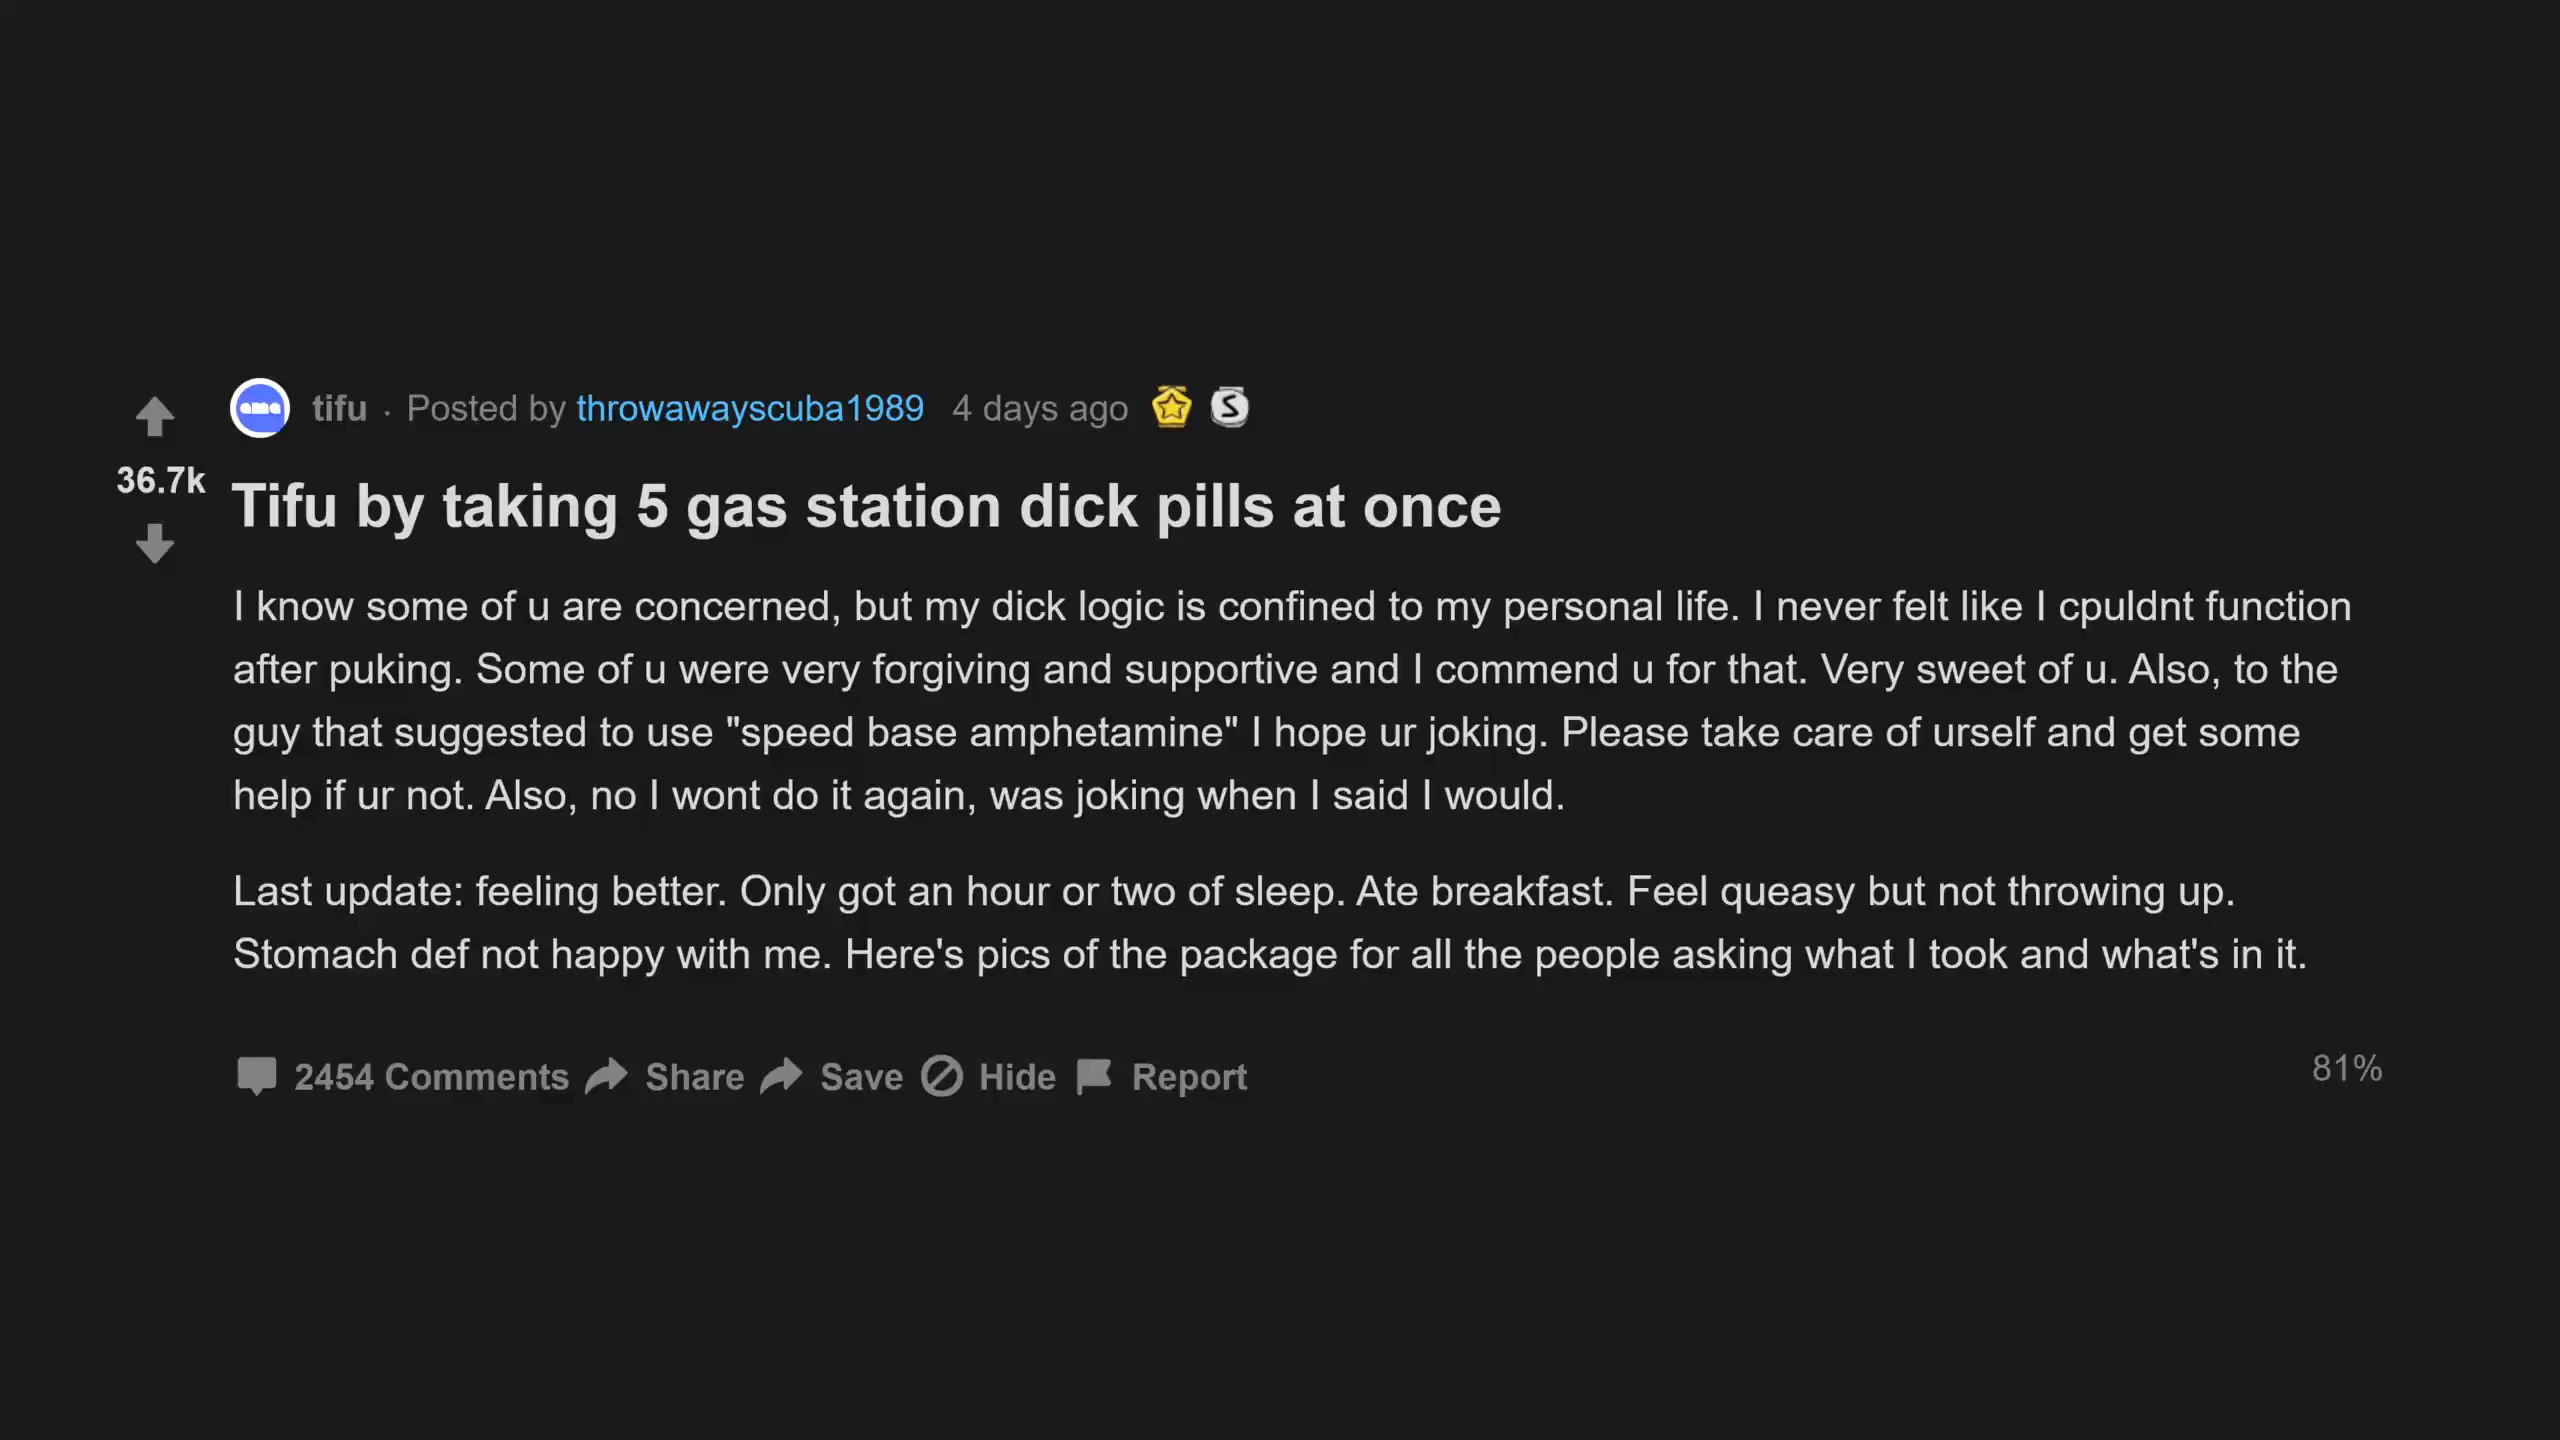 ama tifu · Posted by throwawayscuba1989 4 days ago S
36.7k
Tifu by taking 5 gas station dick pills at once
I know some of u are concerned, but my dick logic is confined to my personal life. I never felt like I cpuldnt function
after puking. Some of u were very forgiving and supportive and I commend u for that. Very sweet of u. Also, to the
guy that suggested to use "speed base amphetamine" I hope ur joking. Please take care of urself and get some
help if ur not. Also, no I wont do it again, was joking when I said I would.
Last update: feeling better. Only got an hour or two of sleep. Ate breakfast. Feel queasy but not throwing up.
Stomach def not happy with me. Here's pics of the package for all the people asking what I took and what's in it.
2454 Comments Share Save Hide Report 81%